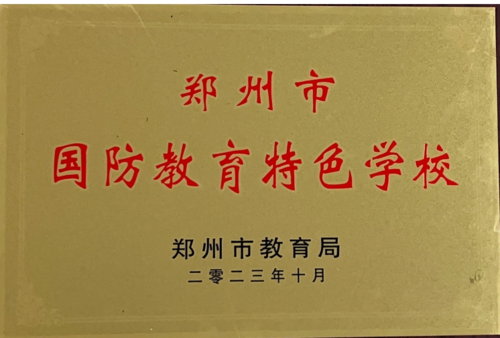 郑州市
国防教育特色学校
郑州市教育局
二零二三年十月